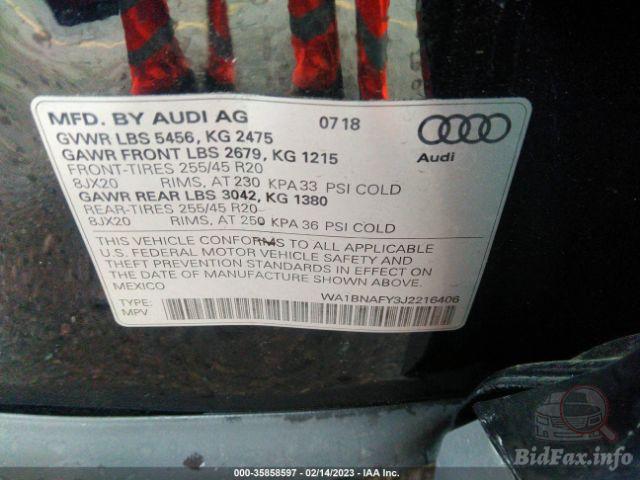 MFD. BY AUDI AG 07 18
GVWR LBS 5456, KG 2475
GAWR FRONT LBS 2679, KG 1215
FRONT-TIRES 255/45 R20
8JX20 RIMS, AT 230 KPA 33 PSI COLD
GAWR REAR LBS 3042, KG 1380
REAR-TIRES 255/45 R20
8JX20 RIMS, AT 250 KPA 36 PSI COLD
Audi
THIS VEHICLE CONFORMS TO ALL APPLICABLE
U.S. FEDERAL MOTOR VEHICLE SAFETY AND
THEFT PREVENTION STANDARDS IN EFFECT ON
THE DATE OF MANUFACTURE SHOWN ABOVE.
MEXICO
WA1BNAFY3J2216406
TYPE:
MPV
000-35858597 - 02/14/2023 - IAA Inc.
BidFax.info